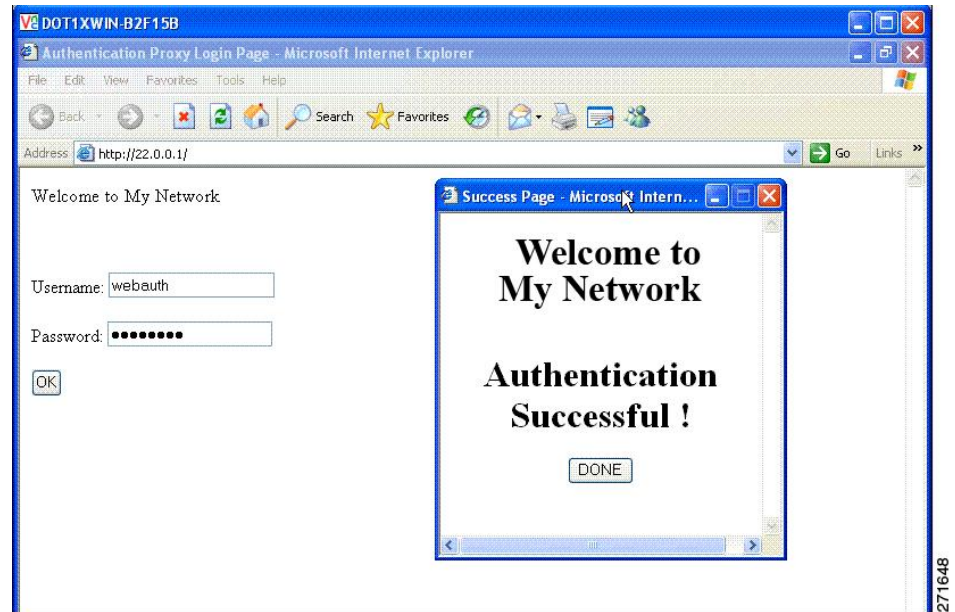 DOT1XWIN-B2F15B
Authentication Proxy Login Page - Microsoft Internet Explorer
File Edit View Favorites Tools Help
Back Search Favorites
Address http://22.0.0.1/ Go Links »
Welcome to My Network
Username: webauth
Password: ●●●●●●●●
OK
Success Page - Microsoft Intern...
Welcome to
My Network
Authentication
Successful !
DONE
271648